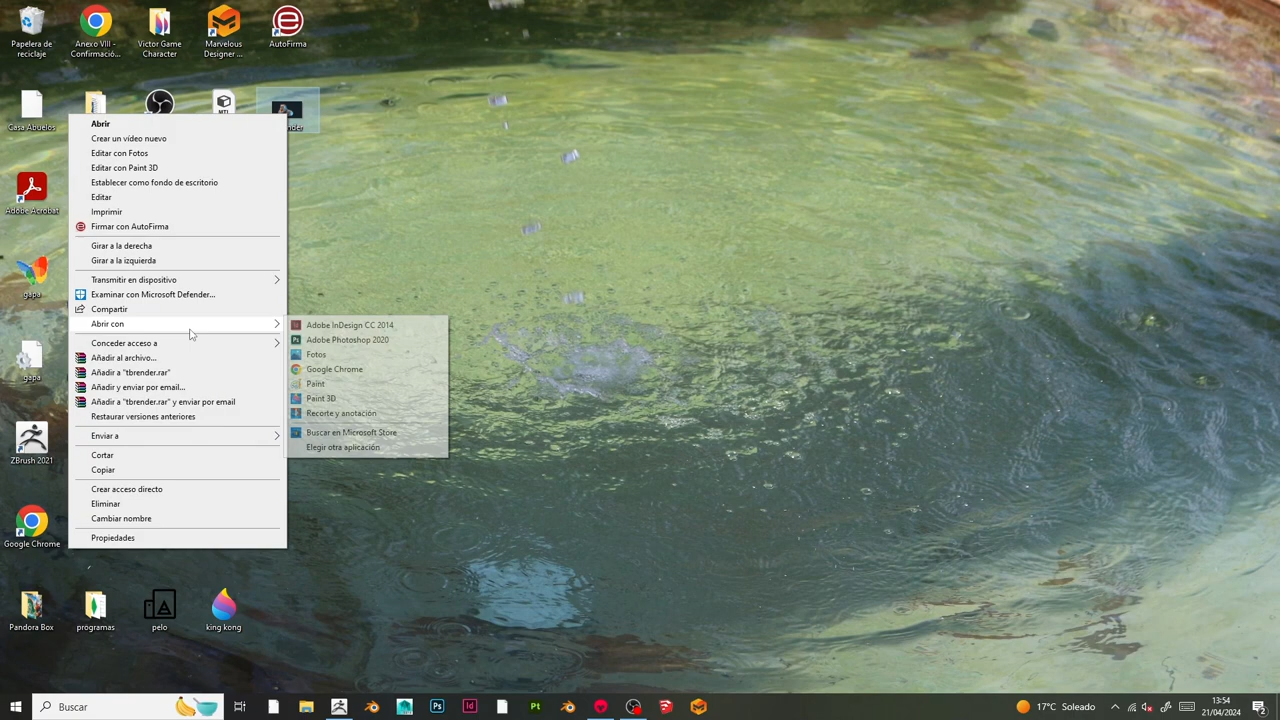 Papelera de
reciclaje
Anexo VIII -
Confirmació...
Victor Game
Character
Marvelous
Designer ...
AutoFirma
Casa Abuelos
Adobe Acrobat
gapa
gapa
ZBrush 2021
Google Chrome
Pandora Box
programas
pelo
king kong
Abrir
Crear un vídeo nuevo
Editar con Fotos
Editar con Paint 3D
Establecer como fondo de escritorio
Editar
Imprimir
Firmar con AutoFirma
Girar a la derecha
Girar a la izquierda
Transmitir en dispositivo
Examinar con Microsoft Defender...
Compartir
Abrir con
Conceder acceso a
Añadir al archivo...
Añadir a "tbrender.rar"
Añadir y enviar por email...
Añadir a "tbrender.rar" y enviar por email
Restaurar versiones anteriores
Enviar a
Cortar
Copiar
Crear acceso directo
Eliminar
Cambiar nombre
Propiedades
Adobe InDesign CC 2014
Adobe Photoshop 2020
Fotos
Google Chrome
Paint
Paint 3D
Recorte y anotación
Buscar en Microsoft Store
Elegir otra aplicación
Buscar
Ps
Id
Pt
17°C Soleado
13:54
21/04/2024
2